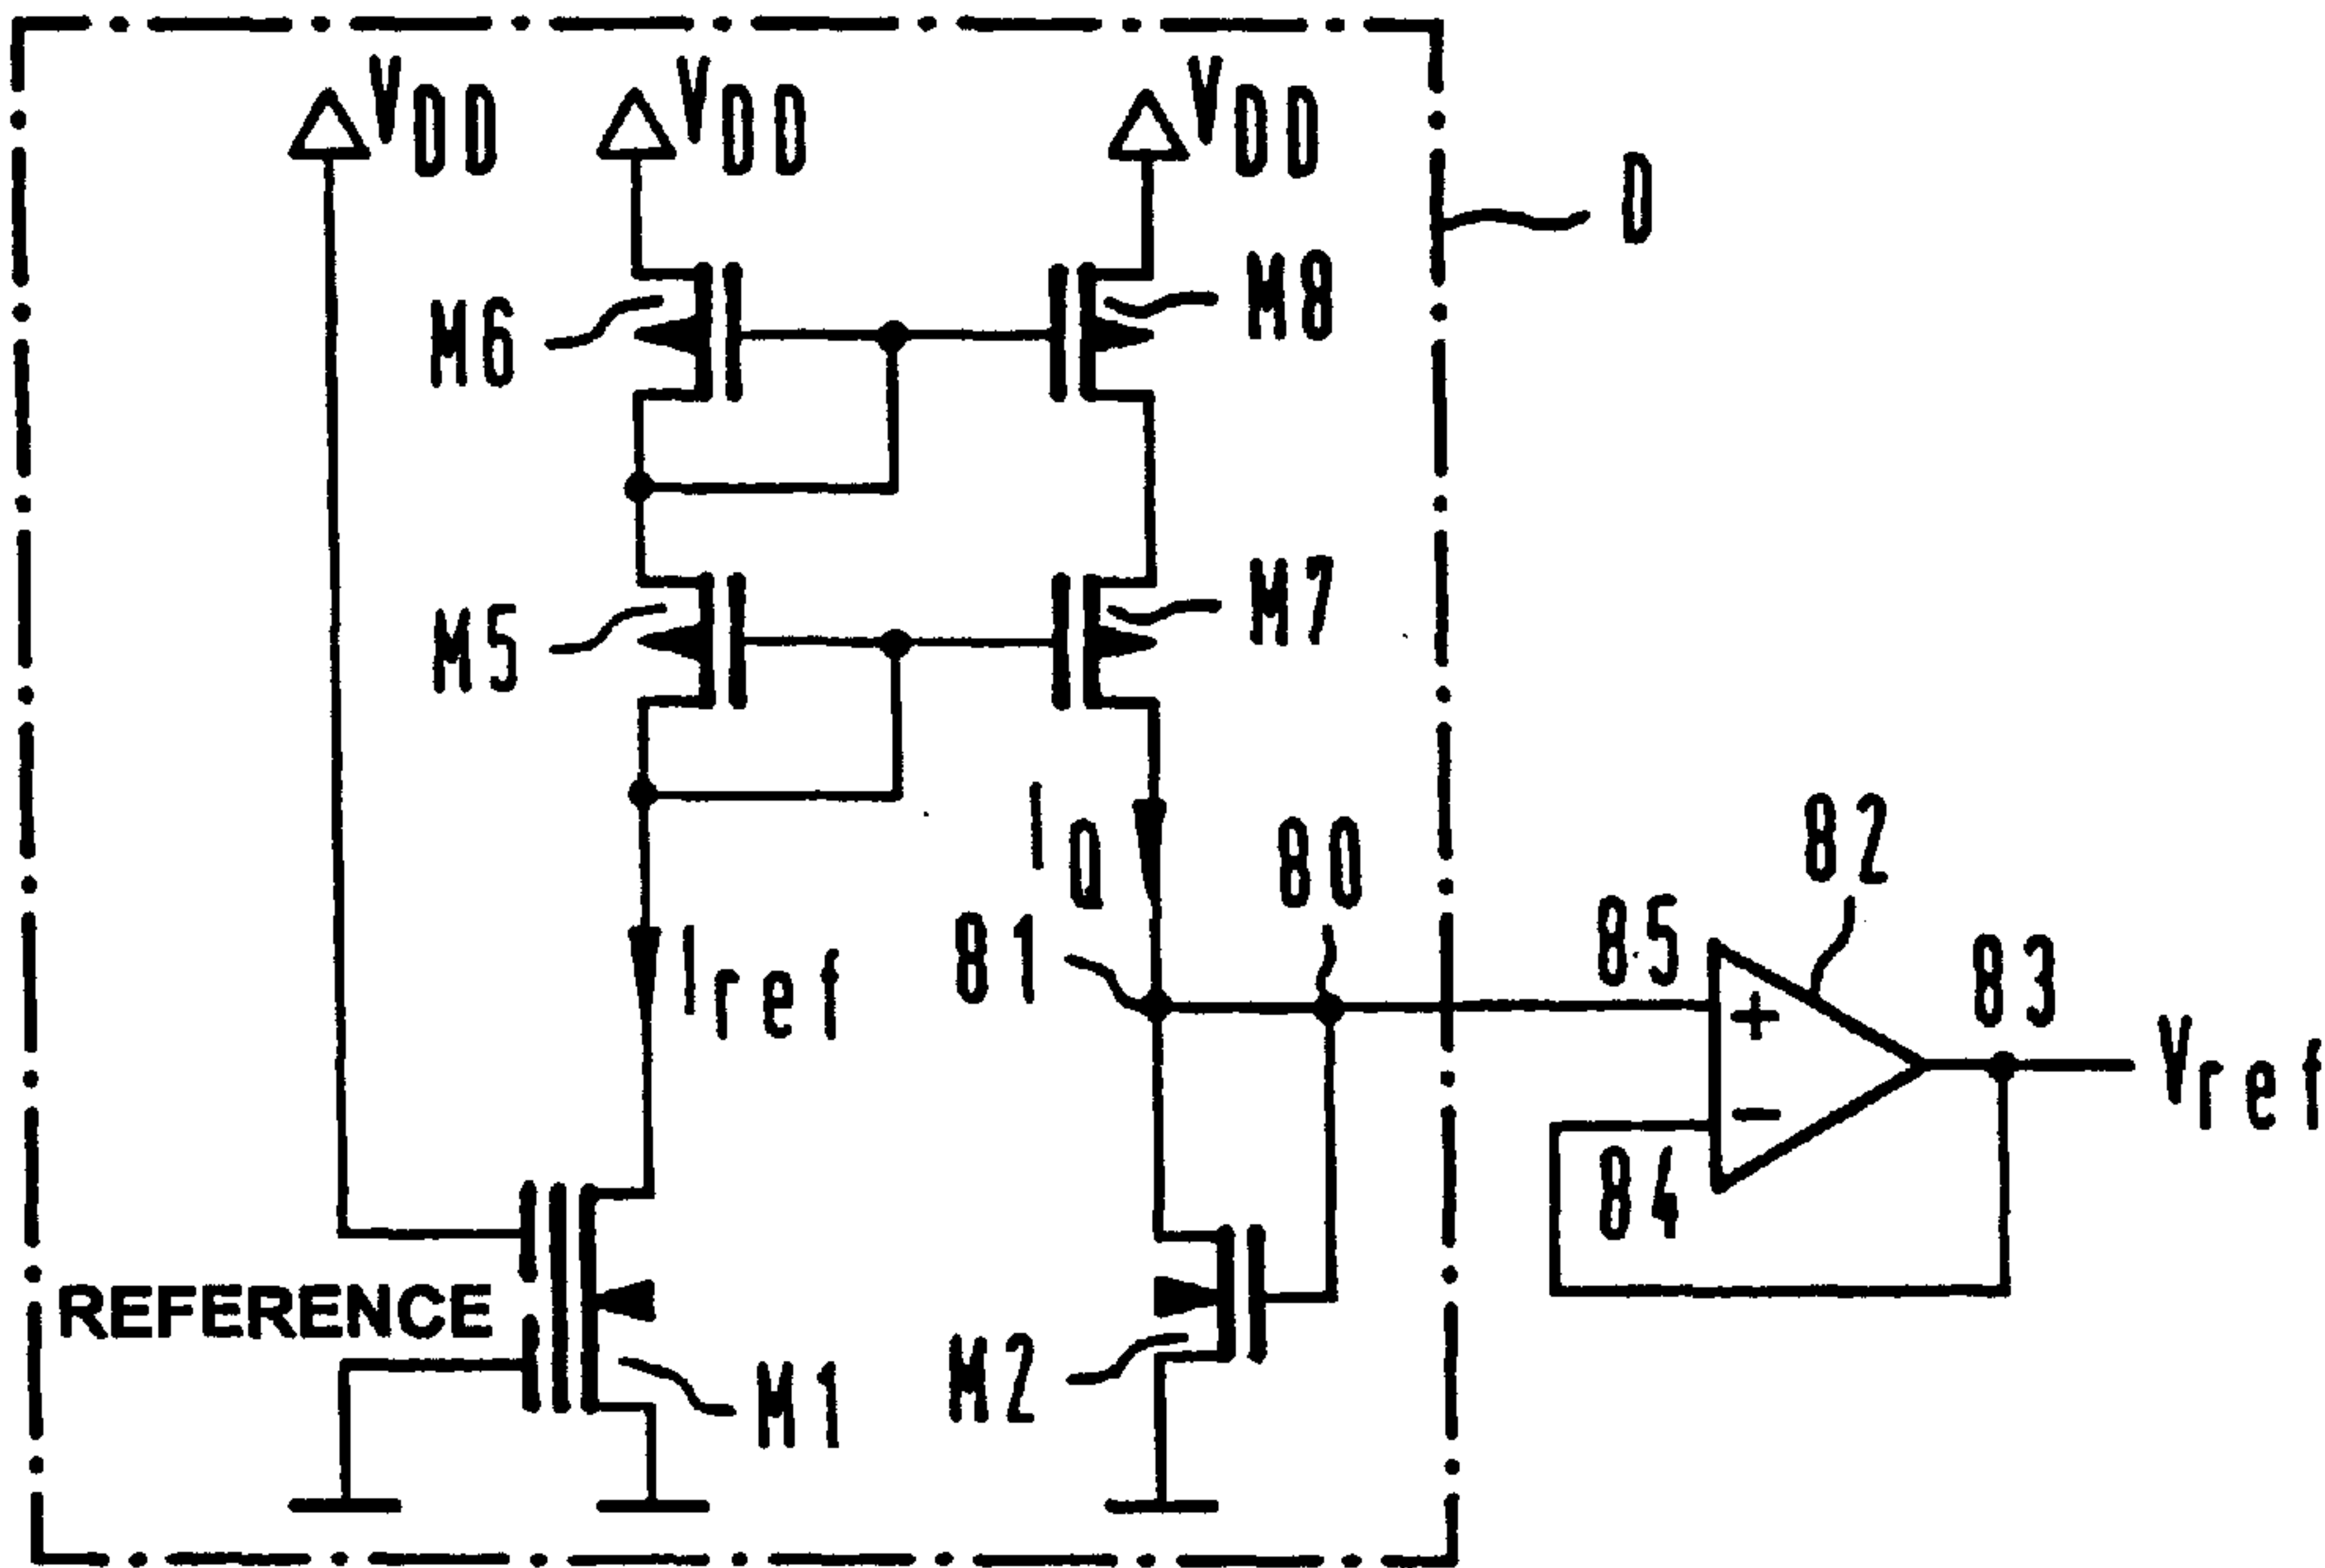 VDD VDD VDD
D
M6 M8
M5 M7
IQ 80 82
81 85 83
Iref
+
Vref
-
84
REFERENCE
M1 M2